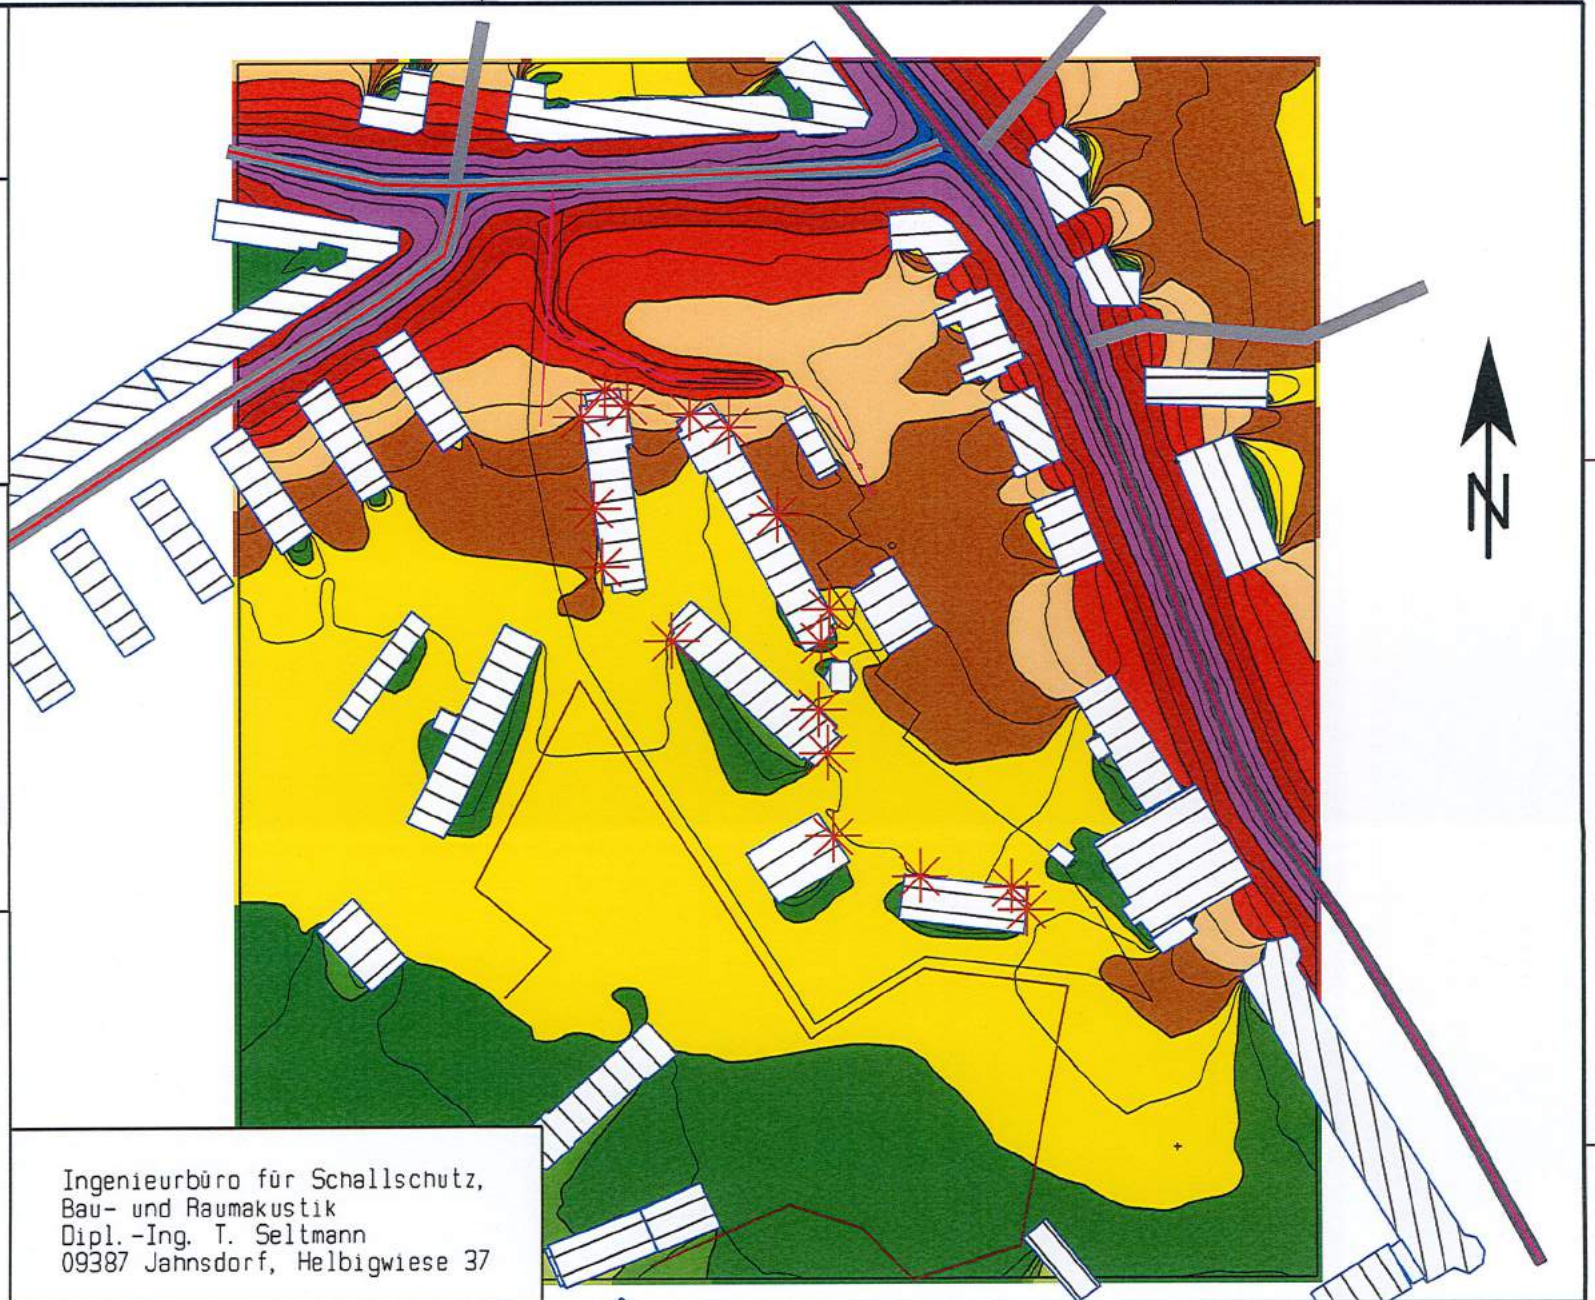 N
Ingenieurbüro für Schallschutz,
Bau- und Raumakustik
Dipl.-Ing. T. Seltmann
09387 Jahnsdorf, Helbigwiese 37